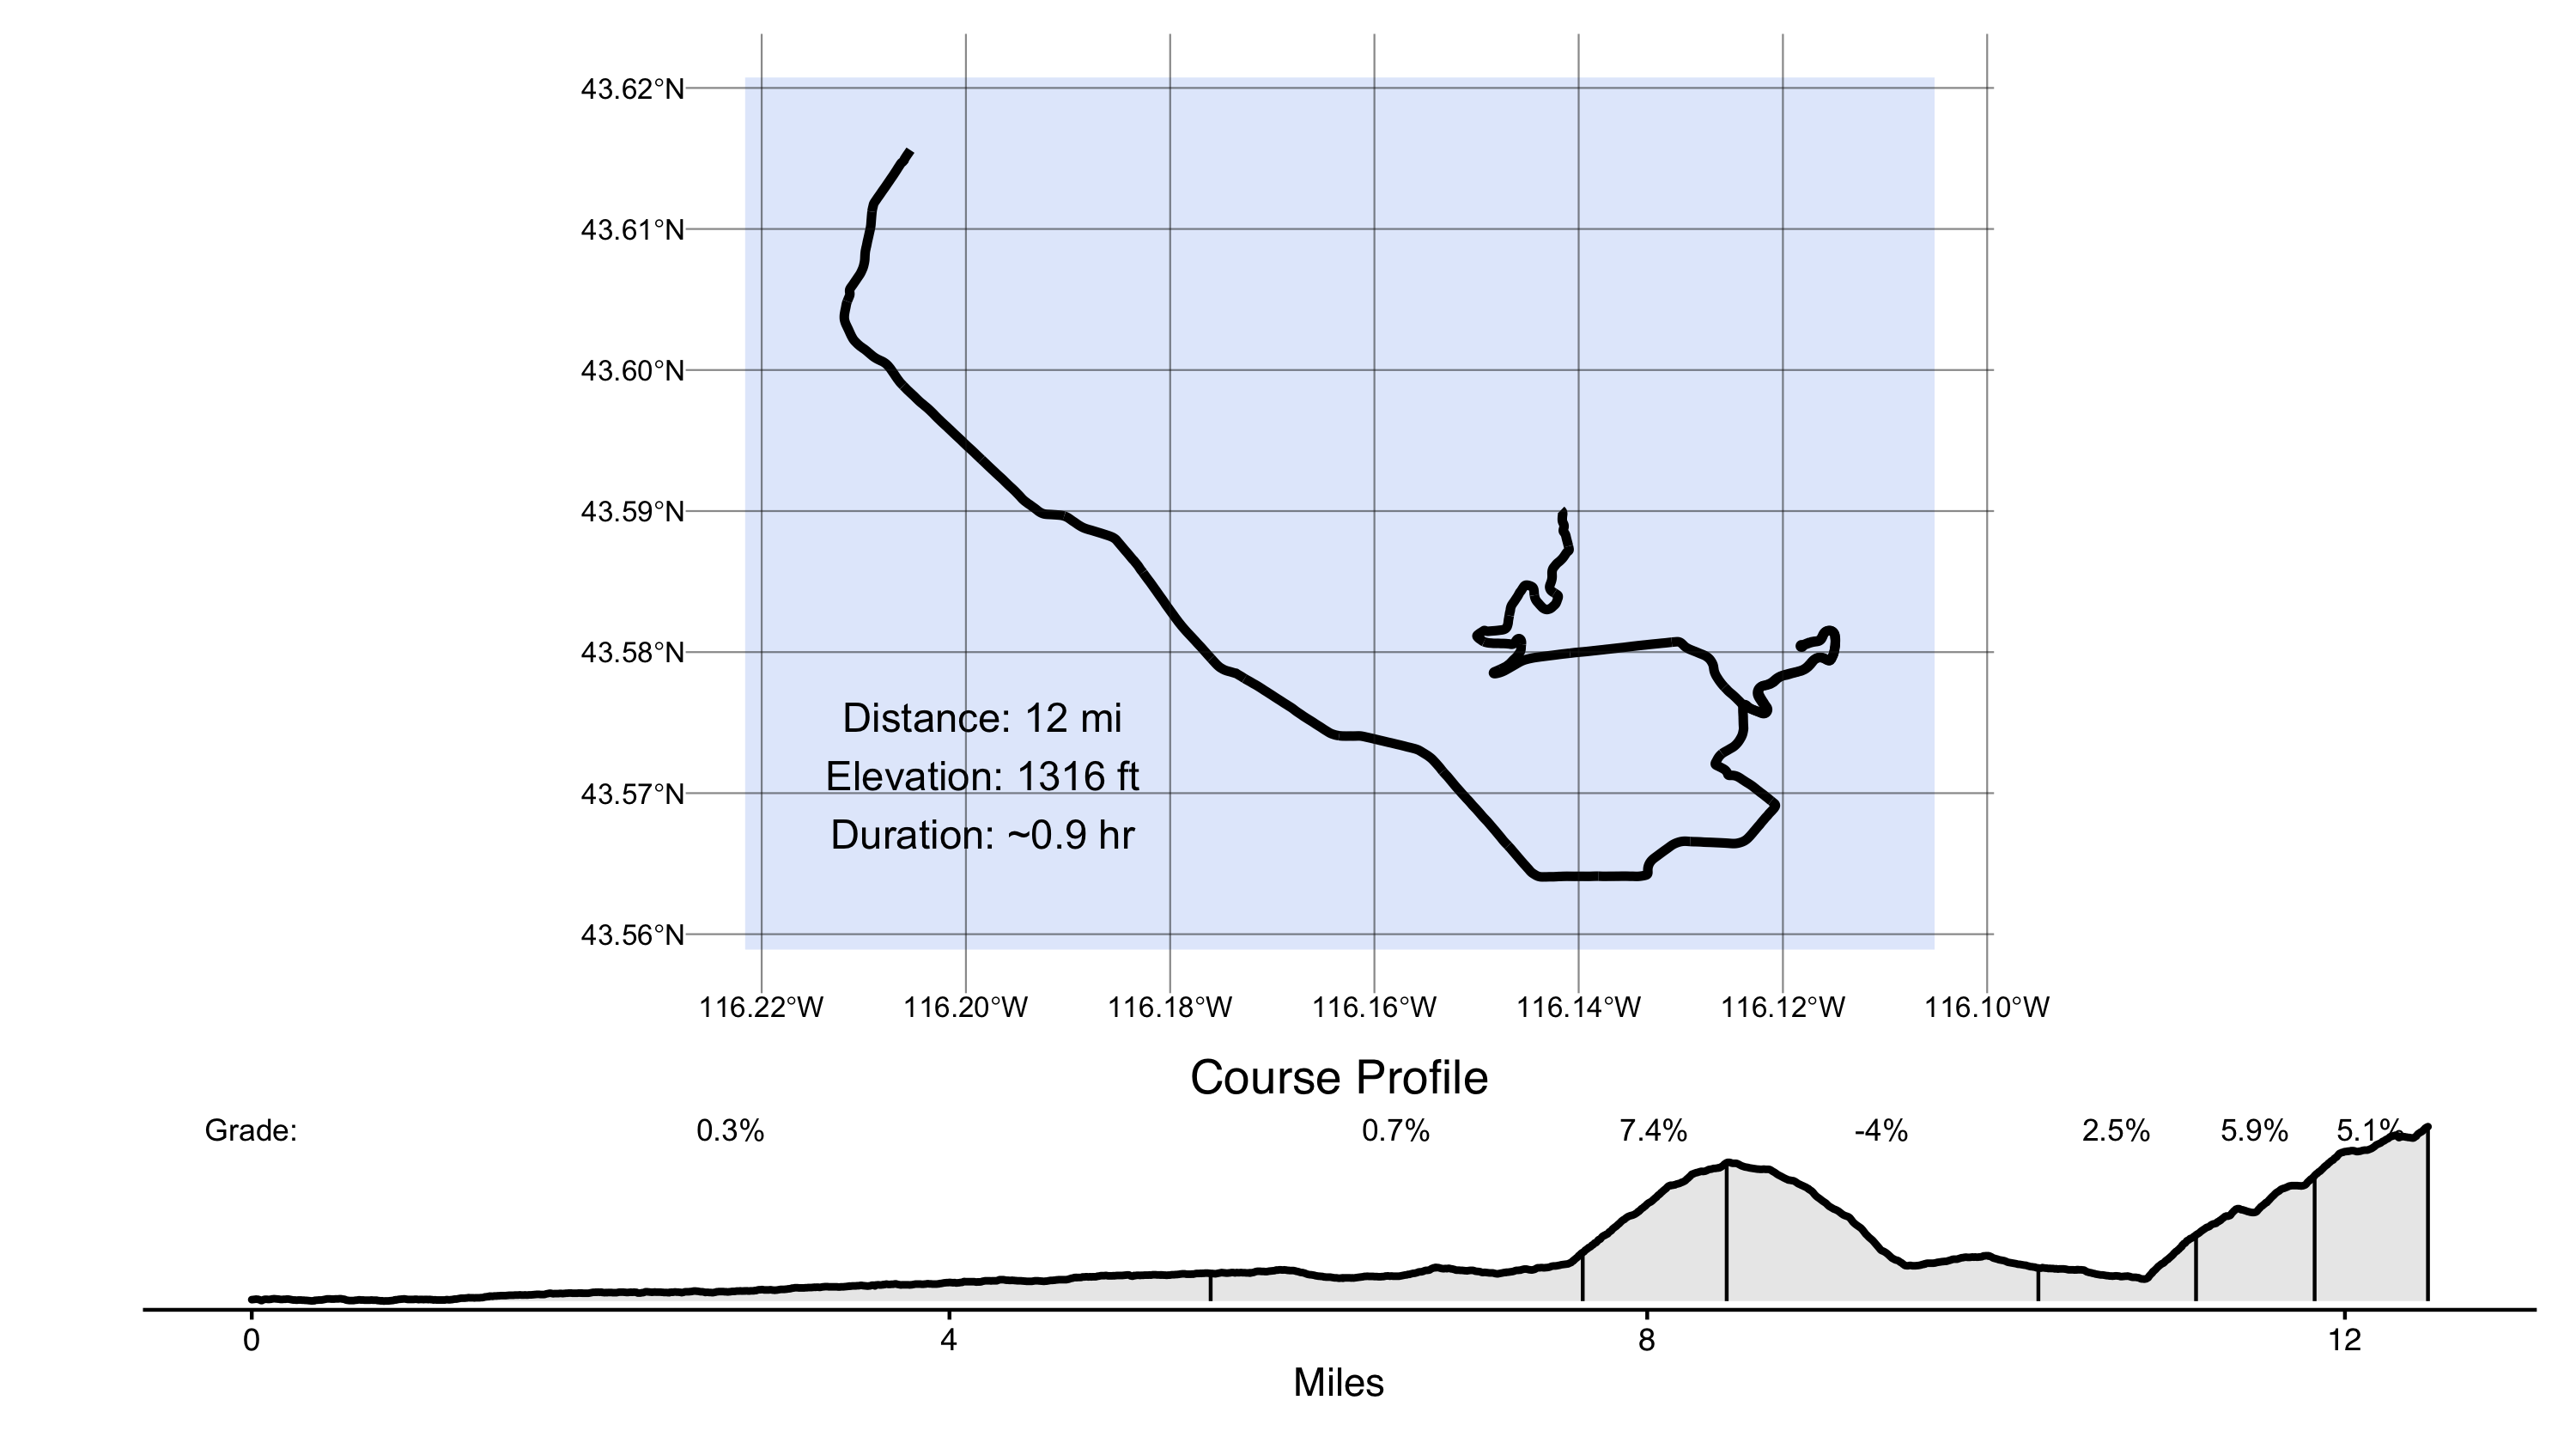 43.62°N
43.61°N
43.60°N
43.59°N
43.58°N
43.57°N
43.56°N
Distance: 12 mi
Elevation: 1316 ft
Duration: ~0.9 hr
116.22°W 116.20°W 116.18°W 116.16°W 116.14°W 116.12°W 116.10°W
Course Profile
Grade: 0.3% 0.7% 7.4% -4% 2.5% 5.9% 5.1%
0 4 8 12
Miles